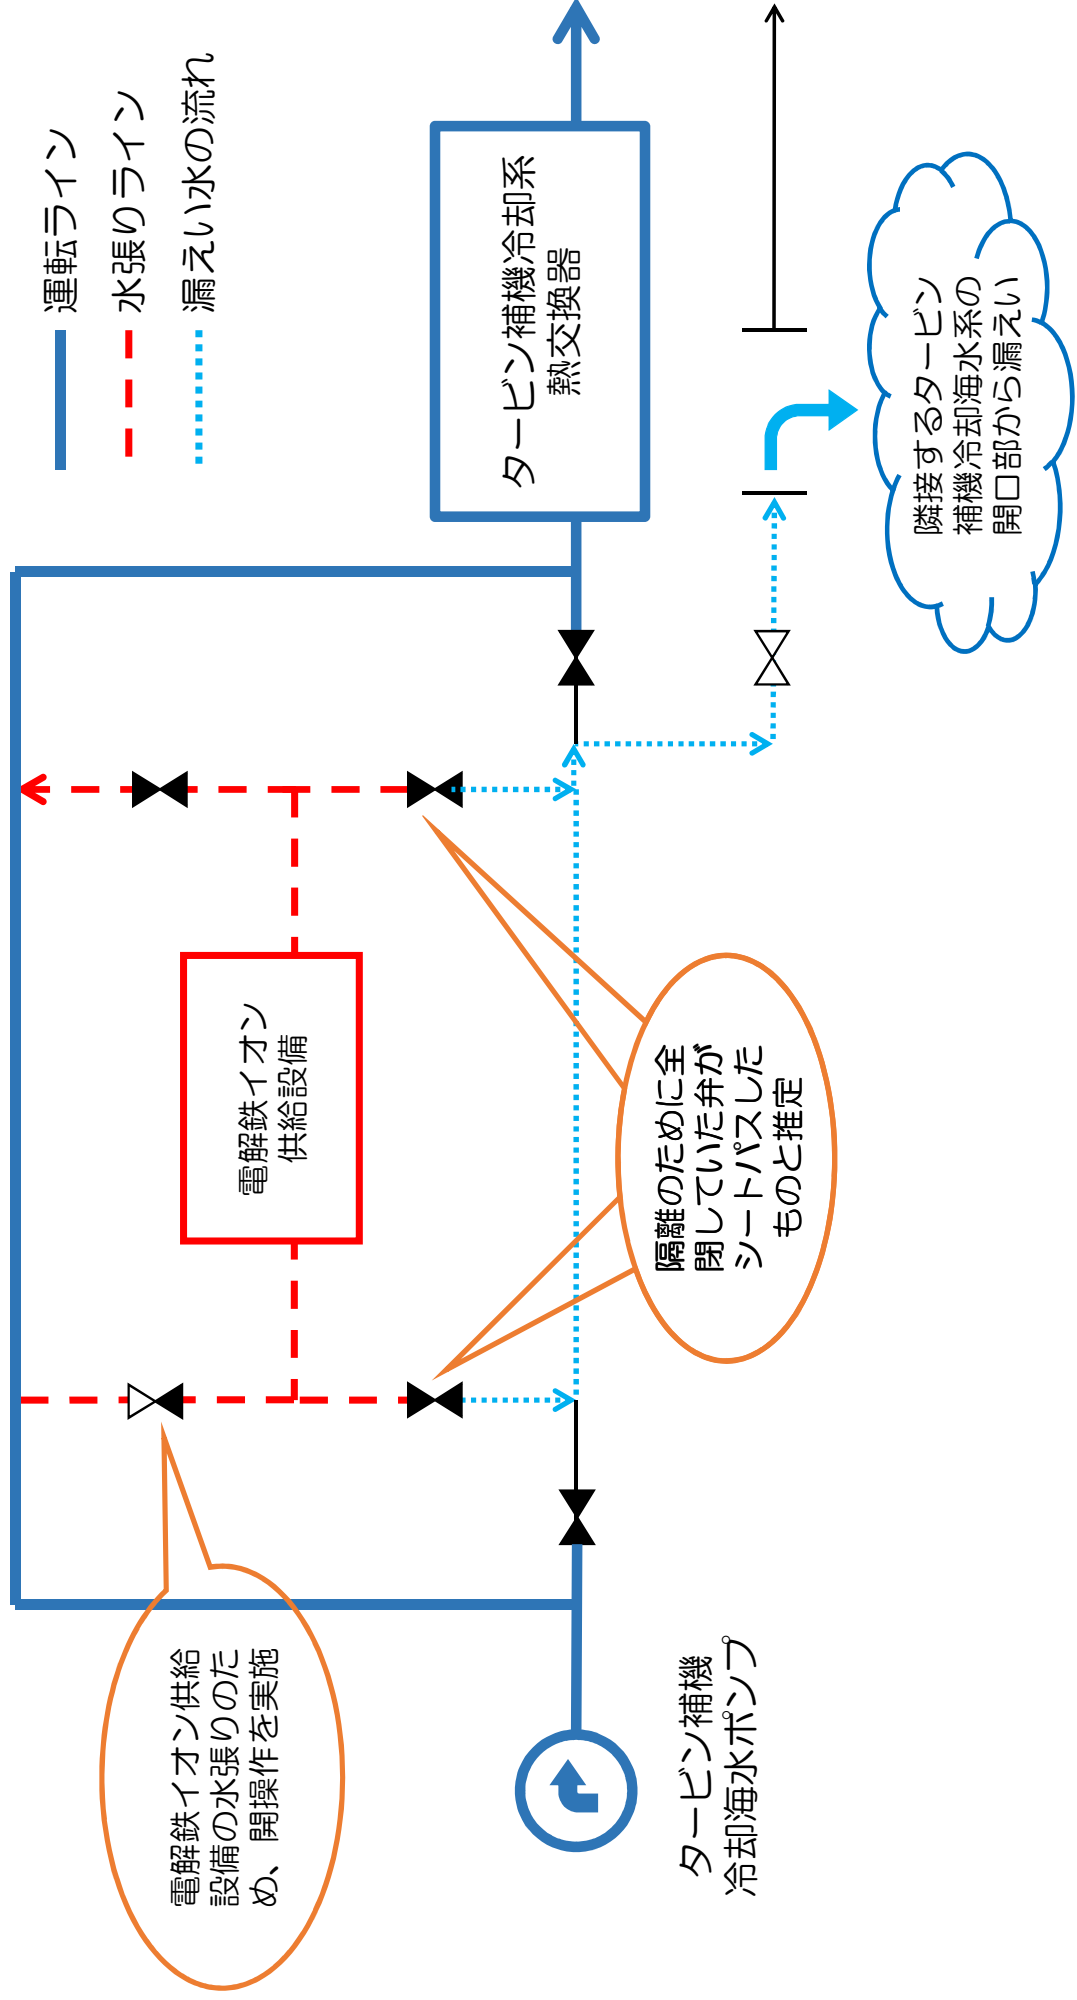 運転ライン
水張りライン
漏えい水の流れ
電解鉄イオン供給
設備の水張りのた
め、開操作を実施
電解鉄イオン
供給設備
タービン補機冷却系
熱交換器
タービン補機
冷却海水ポンプ
隔離のために全
閉していた弁が
シートパスした
ものと推定
隣接するタービン
補機冷却海水系の
開口部から漏えい